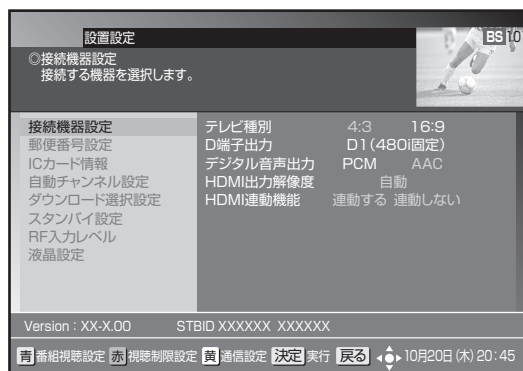 設置設定
BS 10
◎接続機器設定
接続する機器を選択します。
接続機器設定
郵便番号設定
ICカード情報
自動チャンネル設定
ダウンロード選択設定
スタンバイ設定
RF入力レベル
液晶設定
テレビ種別 4:3 16:9
D端子出力 D1(480i固定)
デジタル音声出力 PCM AAC
HDMI出力解像度 自動
HDMI連動機能 連動する 連動しない
Version:XX-X.00 STBID XXXXXX XXXXXX
青 番組視聴設定 赤 視聴制限設定 黄 通信設定 決定 実行 戻る 10月20日(木)20:45